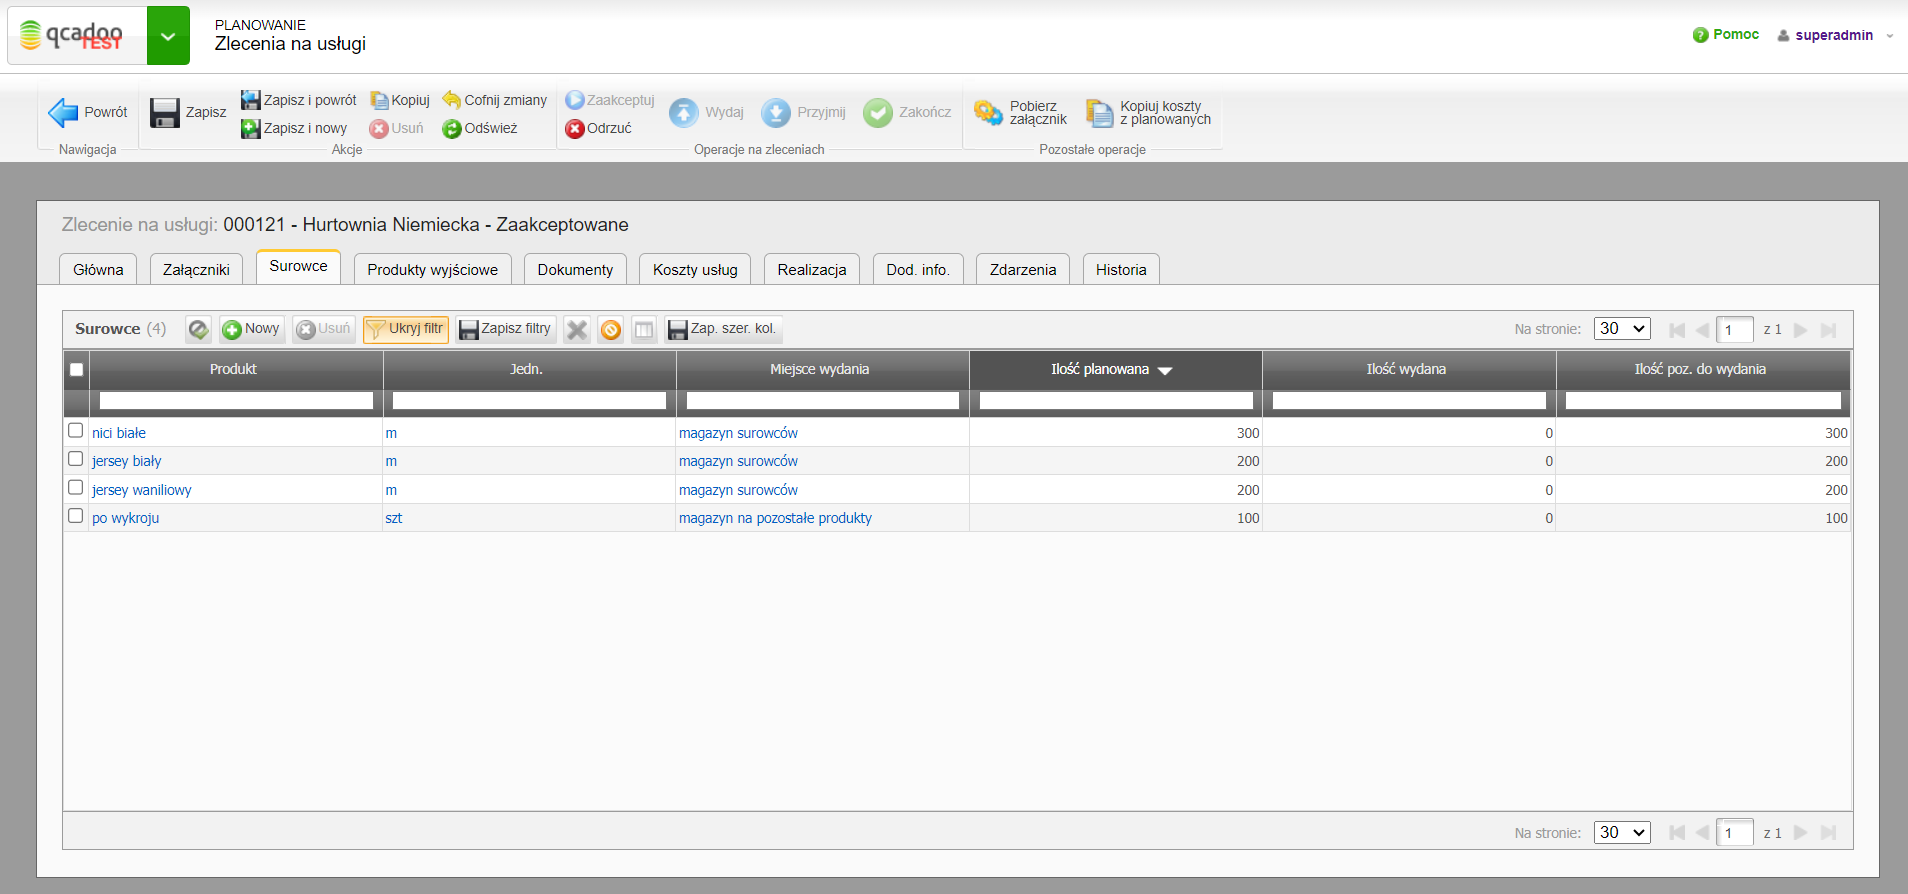 qcadoo
TEST
PLANOWANIE
Zlecenia na usługi
Pomoc
superadmin
Powrót
Nawigacja
Zapisz
Zapisz i powrót
Kopiuj
Cofnij zmiany
Zapisz i nowy
Usuń
Odśwież
Akcje
Zaakceptuj
Odrzuć
Wydaj
Przyjmij
Zakończ
Operacje na zleceniach
Pobierz
załącznik
Kopiuj koszty
z planowanych
Pozostałe operacje
Zlecenie na usługi: 000121 - Hurtownia Niemiecka - Zaakceptowane
Główna
Załączniki
Surowce
Produkty wyjściowe
Dokumenty
Koszty usług
Realizacja
Dod. info.
Zdarzenia
Historia
Surowce (4)
Nowy
Usuń
Ukryj filtr
Zapisz filtry
Zap. szer. kol.
Na stronie: 30 1 z 1
Produkt Jedn. Miejsce wydania Ilość planowana Ilość wydana Ilość poz. do wydania
nici białe m magazyn surowców 300 0 300
jersey biały m magazyn surowców 200 0 200
jersey waniliowy m magazyn surowców 200 0 200
po wykroju szt magazyn na pozostałe produkty 100 0 100
Na stronie: 30 1 z 1